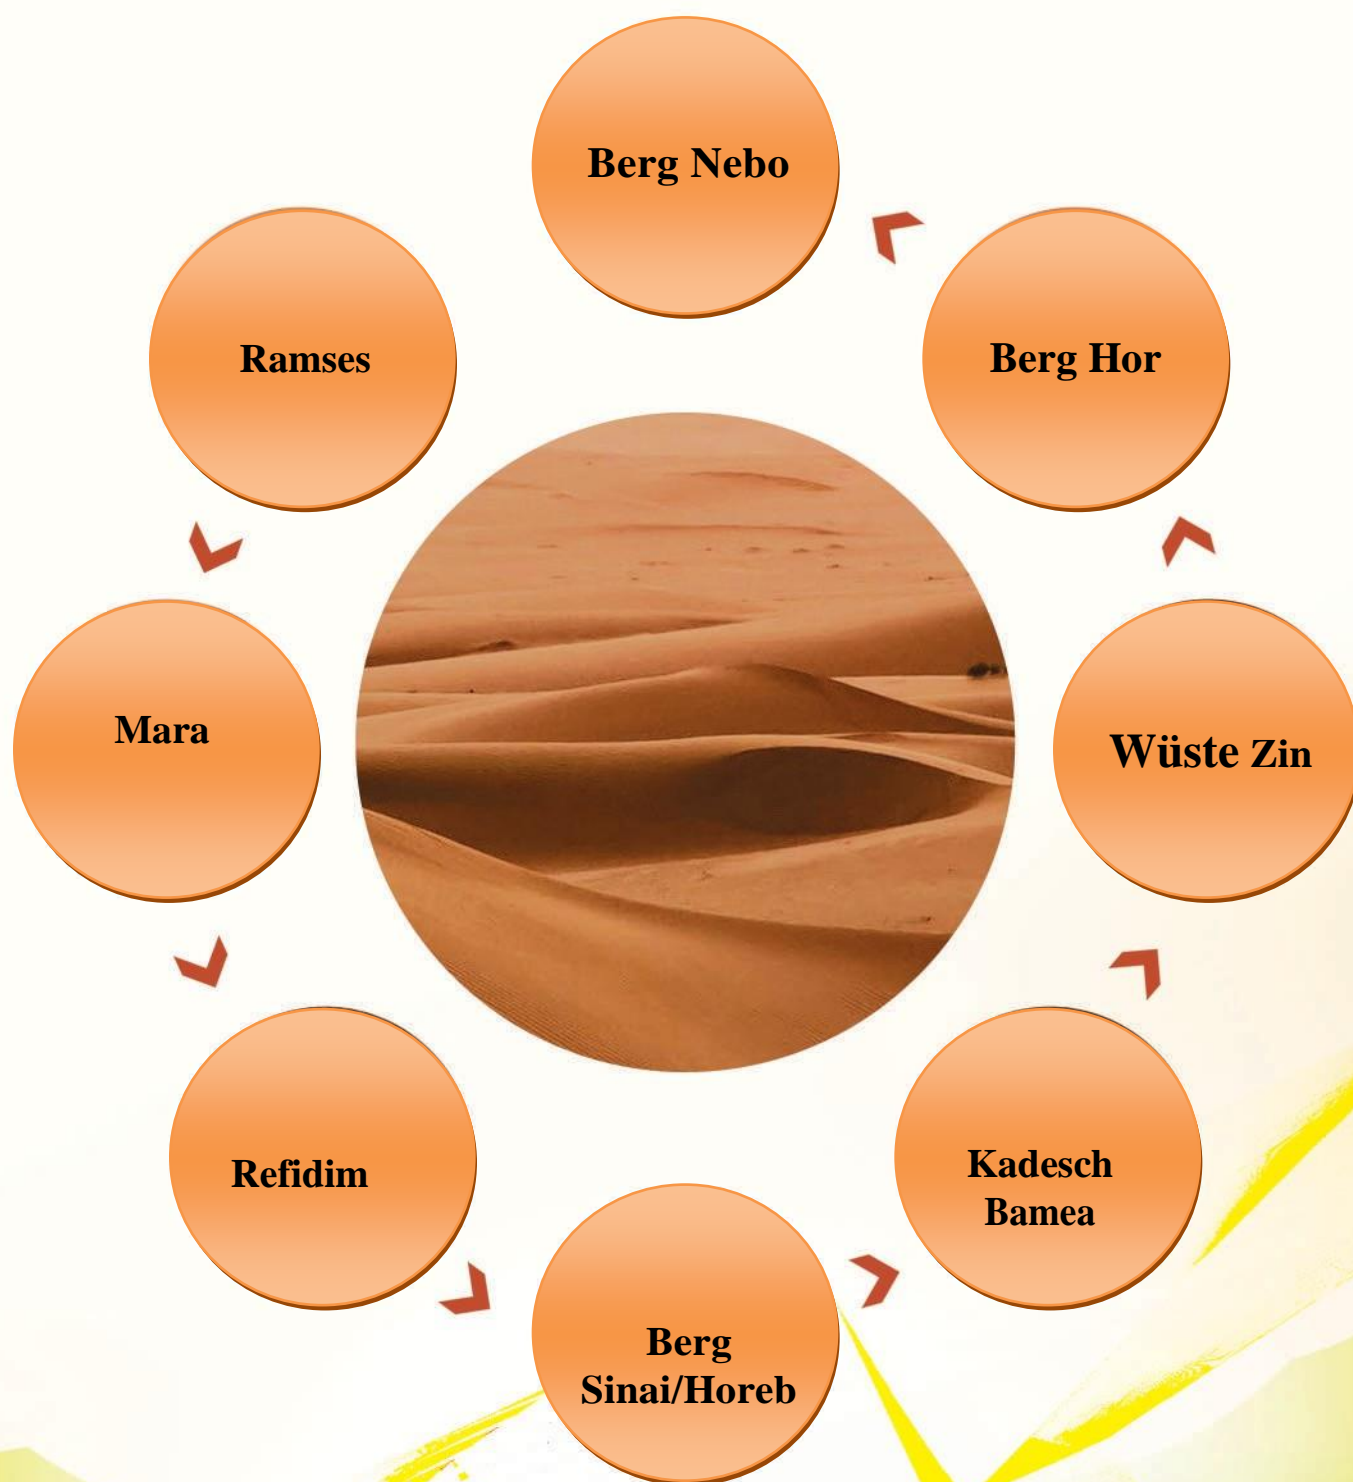 Berg Nebo
Ramses
Berg Hor
Mara
Wüste Zin
Refidim
Kadesch
Bamea
Berg
Sinai/Horeb